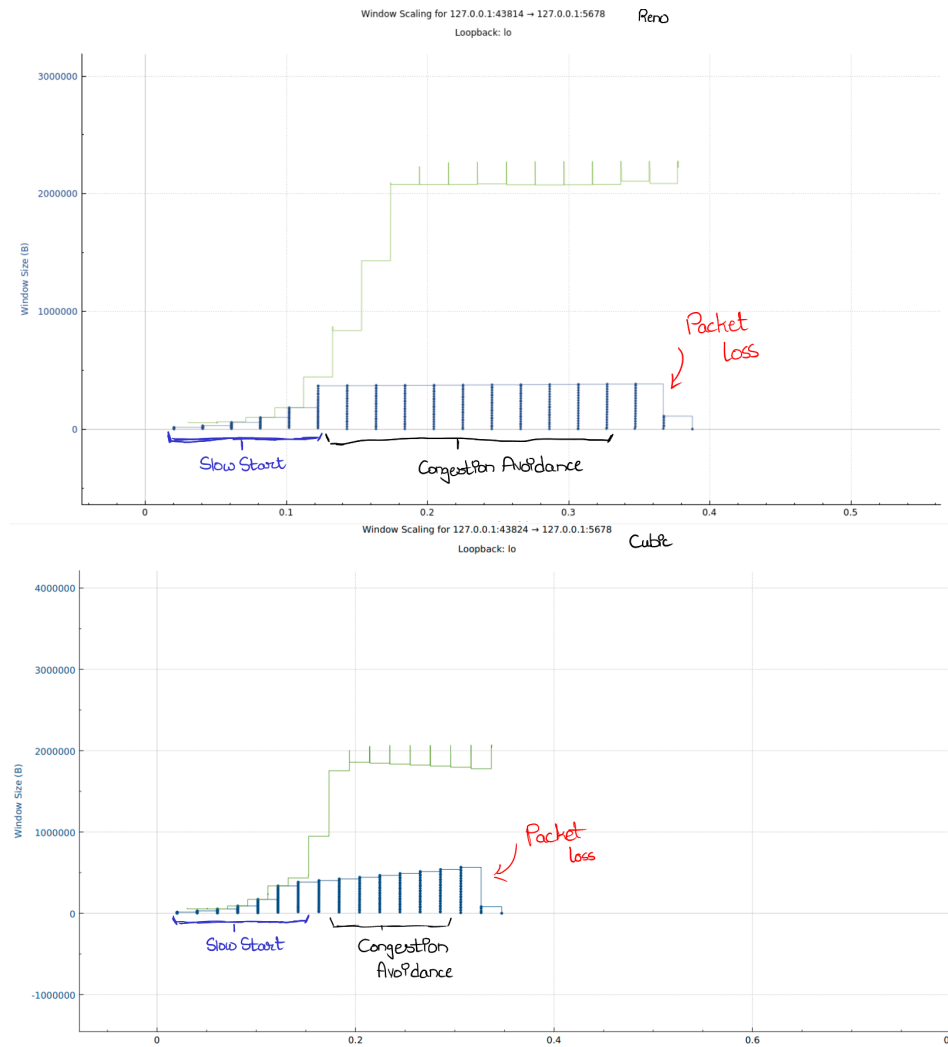 Window Scaling for 127.0.0.1:43814 → 127.0.0.1:5678
Reno
Loopback: lo
3000000
2000000
1000000
0
Window Size (B)
Packet
Loss
Slow Start
Congestion Avoidance
0
0.1
0.2
0.3
0.4
0.5
Window Scaling for 127.0.0.1:43824 → 127.0.0.1:5678
Cubic
Loopback: lo
4000000
3000000
2000000
1000000
0
-1000000
Window Size (B)
Packet
loss
Slow Start
Congestion
Avoidance
0
0.2
0.4
0.6